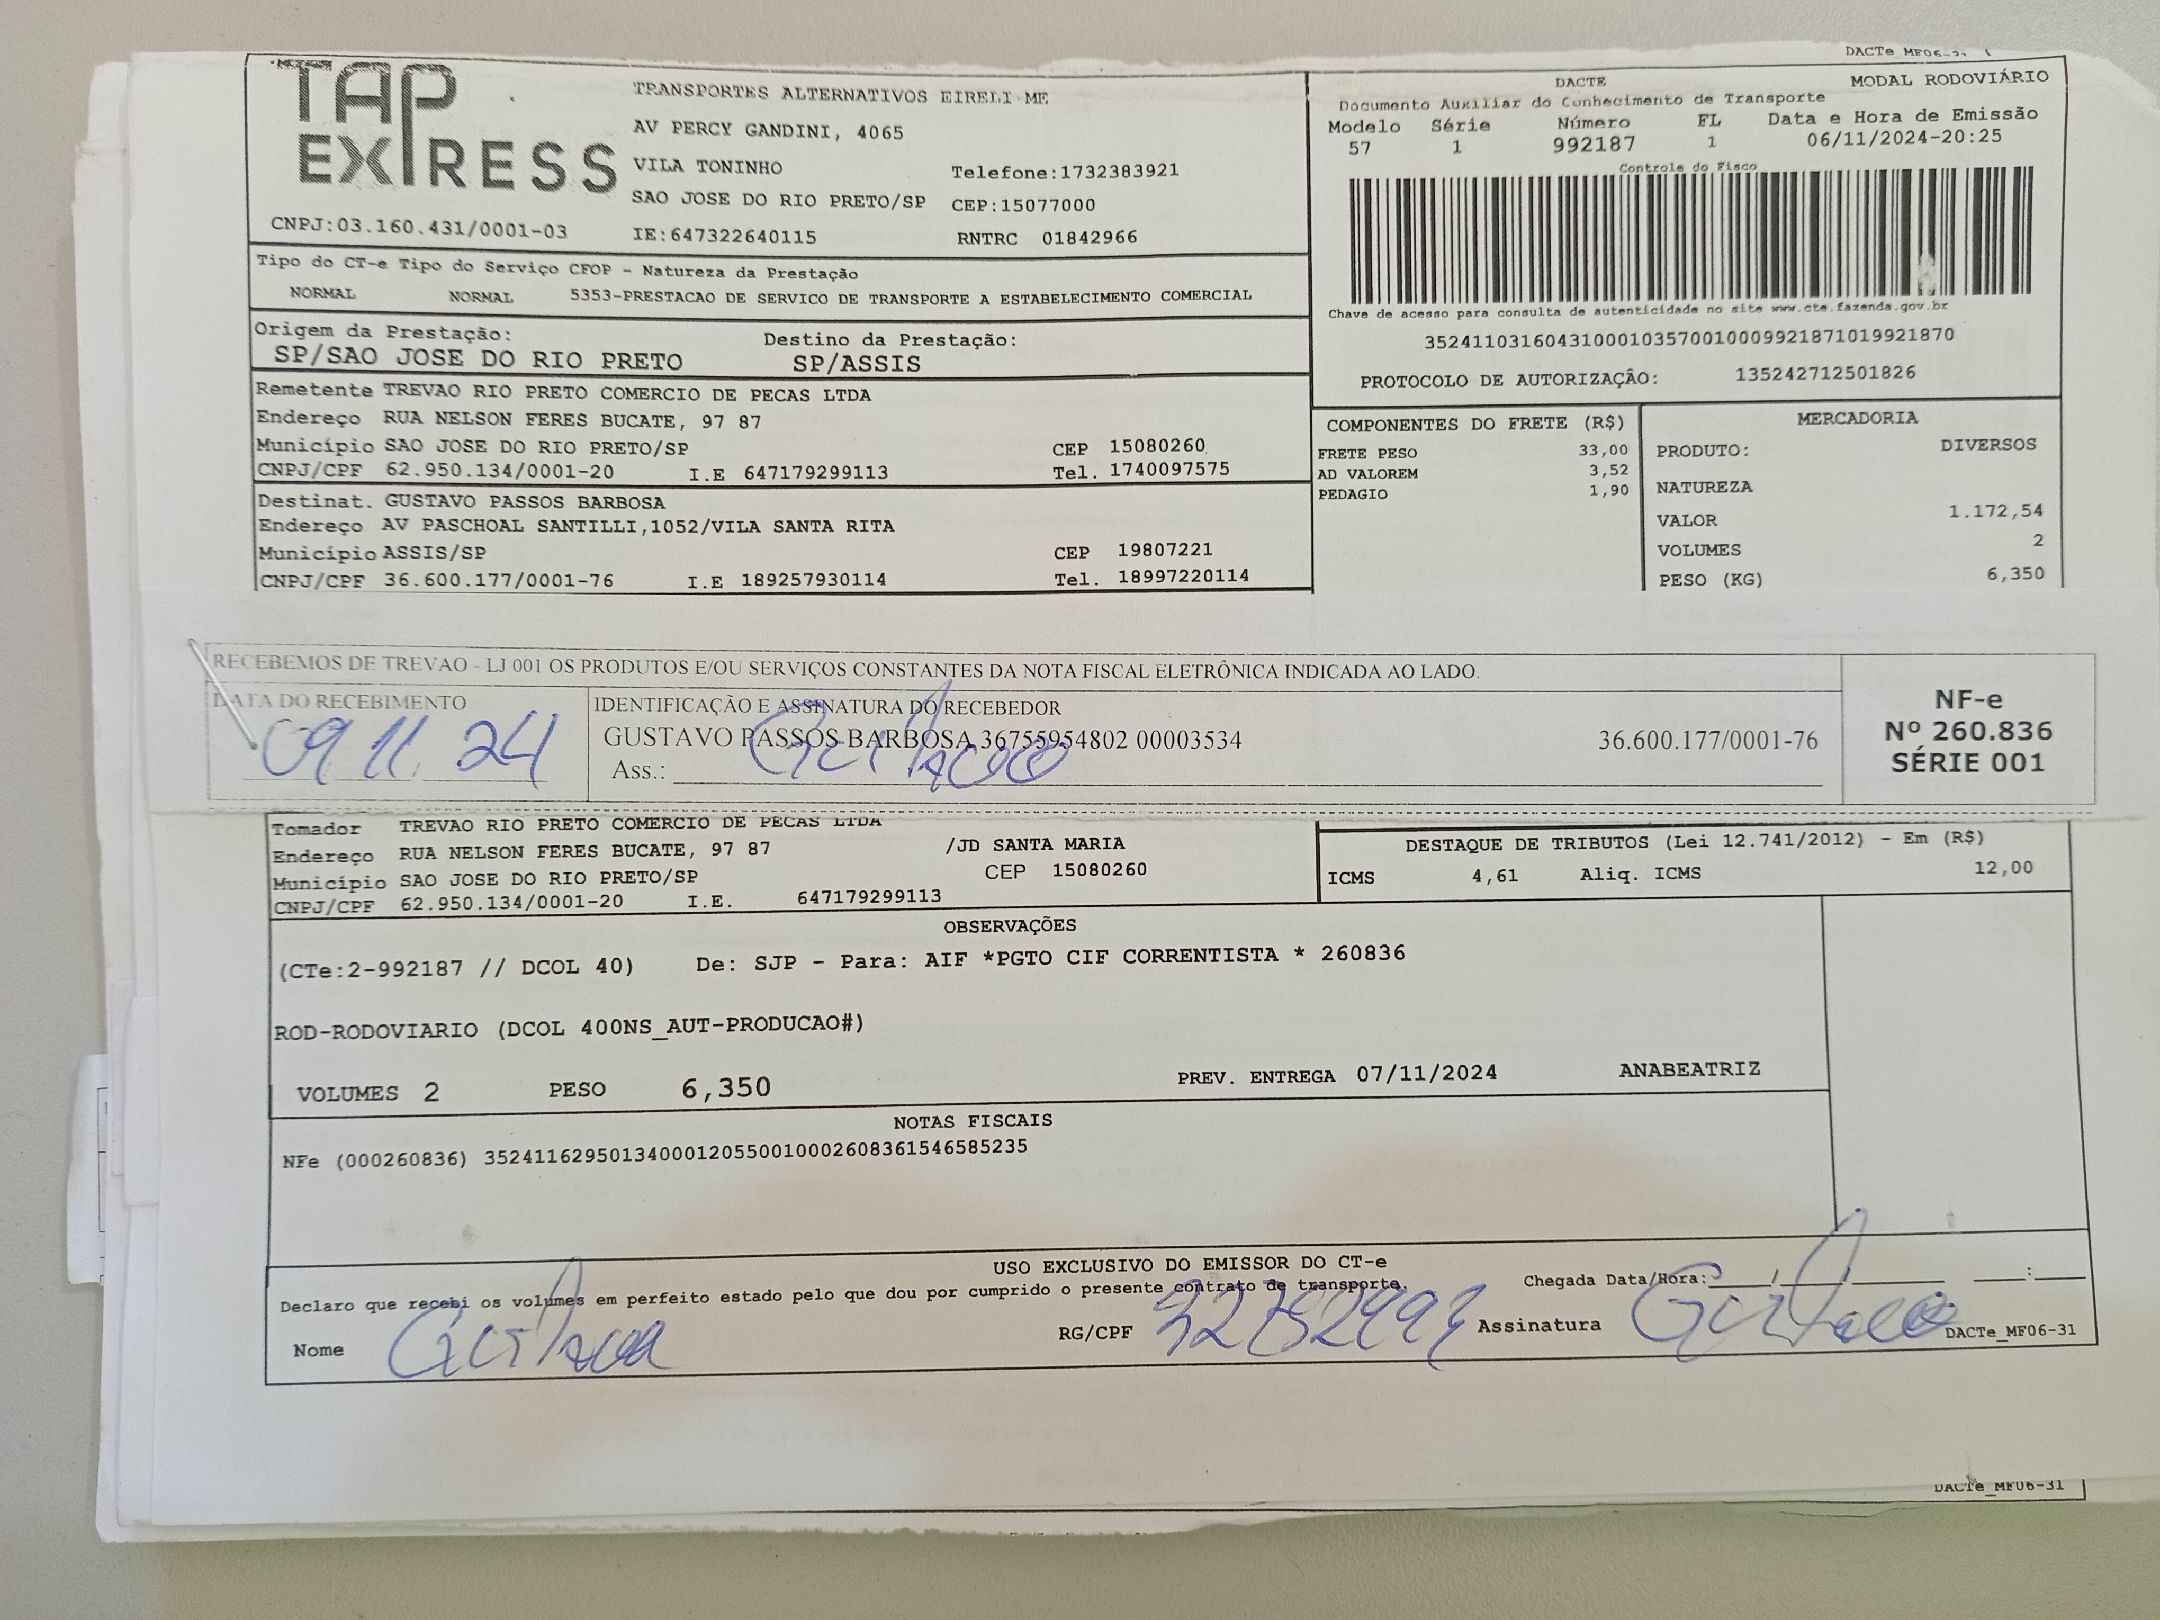 DACTe MF06-31
TAP EXPRESS
TRANSPORTES ALTERNATIVOS EIRELI ME
AV PERCY GANDINI, 4065
VILA TONINHO Telefone:1732383921
SAO JOSE DO RIO PRETO/SP CEP:15077000
CNPJ:03.160.431/0001-03 IE:647322640115 RNTRC 01842966
DACTE MODAL RODOVIÁRIO
Documento Auxiliar do Conhecimento de Transporte
Modelo Série Número FL Data e Hora de Emissão
57 1 992187 1 06/11/2024-20:25
Controle do Fisco
Chave de acesso para consulta de autenticidade no site www.cte.fazenda.gov.br
35241103160431000103570010009921871019921870
PROTOCOLO DE AUTORIZAÇÃO: 135242712501826
Tipo do CT-e Tipo do Serviço CFOP - Natureza da Prestação
NORMAL NORMAL 5353-PRESTACAO DE SERVICO DE TRANSPORTE A ESTABELECIMENTO COMERCIAL
Origem da Prestação: Destino da Prestação:
SP/SAO JOSE DO RIO PRETO SP/ASSIS
Remetente TREVAO RIO PRETO COMERCIO DE PECAS LTDA
Endereço RUA NELSON FERES BUCATE, 97 87
Município SAO JOSE DO RIO PRETO/SP CEP 15080260
CNPJ/CPF 62.950.134/0001-20 I.E 647179299113 Tel. 1740097575
Destinat. GUSTAVO PASSOS BARBOSA
Endereço AV PASCHOAL SANTILLI,1052/VILA SANTA RITA
Município ASSIS/SP CEP 19807221
CNPJ/CPF 36.600.177/0001-76 I.E 189257930114 Tel. 18997220114
COMPONENTES DO FRETE (R$)
FRETE PESO 33,00
AD VALOREM 3,52
PEDAGIO 1,90
MERCADORIA
PRODUTO: DIVERSOS
NATUREZA
VALOR 1.172,54
VOLUMES 2
PESO (KG) 6,350
RECEBEMOS DE TREVAO - LJ 001 OS PRODUTOS E/OU SERVIÇOS CONSTANTES DA NOTA FISCAL ELETRÔNICA INDICADA AO LADO.
DATA DO RECEBIMENTO
09 11 24
IDENTIFICAÇÃO E ASSINATURA DO RECEBEDOR
GUSTAVO PASSOS BARBOSA 36755954802 00003534 36.600.177/0001-76
Ass.: Gustavo
NF-e
Nº 260.836
SÉRIE 001
Tomador TREVAO RIO PRETO COMERCIO DE PECAS LTDA
Endereço RUA NELSON FERES BUCATE, 97 87 /JD SANTA MARIA
Município SAO JOSE DO RIO PRETO/SP CEP 15080260
CNPJ/CPF 62.950.134/0001-20 I.E. 647179299113
DESTAQUE DE TRIBUTOS (Lei 12.741/2012) - Em (R$)
ICMS 4,61 Aliq. ICMS 12,00
OBSERVAÇÕES
(CTe:2-992187 // DCOL 40) De: SJP - Para: AIF *PGTO CIF CORRENTISTA * 260836
ROD-RODOVIARIO (DCOL 400NS_AUT-PRODUCAO#)
VOLUMES 2 PESO 6,350 PREV. ENTREGA 07/11/2024 ANABEATRIZ
NOTAS FISCAIS
NFe (000260836) 35241162950134000120550010002608361546585235
USO EXCLUSIVO DO EMISSOR DO CT-e
Declaro que recebi os volumes em perfeito estado pelo que dou por cumprido o presente contrato de transporte. Chegada Data/Hora:___/____/______ :____
Nome Gustavo RG/CPF Assinatura Gustavo DACTe_MF06-31
DACTe_MF06-31